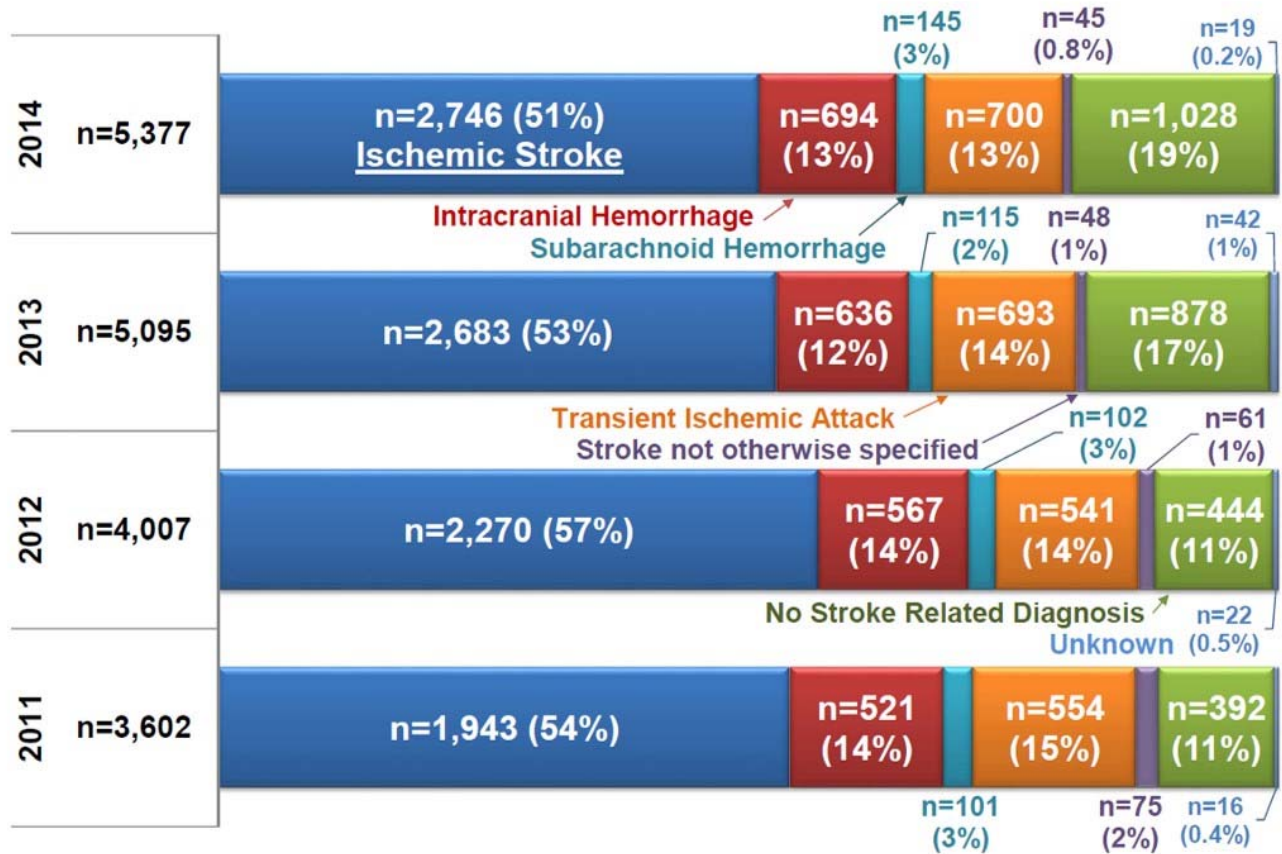 n=145
(3%)
n=45
(0.8%)
n=19
(0.2%)
2014
n=5,377
n=2,746 (51%)
Ischemic Stroke
n=694
(13%)
n=700
(13%)
n=1,028
(19%)
Intracranial Hemorrhage
Subarachnoid Hemorrhage
n=115
(2%)
n=48
(1%)
n=42
(1%)
2013
n=5,095
n=2,683 (53%)
n=636
(12%)
n=693
(14%)
n=878
(17%)
Transient Ischemic Attack
Stroke not otherwise specified
n=102
(3%)
n=61
(1%)
2012
n=4,007
n=2,270 (57%)
n=567
(14%)
n=541
(14%)
n=444
(11%)
No Stroke Related Diagnosis
Unknown
n=22
(0.5%)
2011
n=3,602
n=1,943 (54%)
n=521
(14%)
n=554
(15%)
n=392
(11%)
n=101
(3%)
n=75
(2%)
n=16
(0.4%)